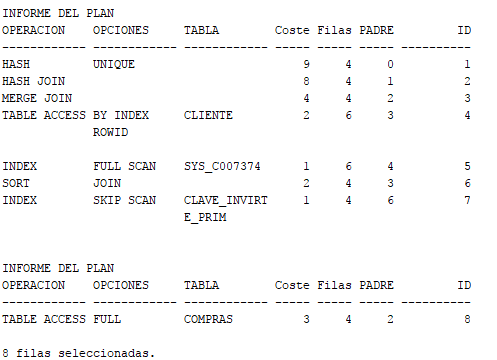 INFORME DEL PLAN
OPERACION    OPCIONES     TABLA        Coste Filas PADRE         ID
------------ ------------ ------------ ----- ----- ----- ----------
HASH         UNIQUE                        9     4     0          1
HASH JOIN                                  8     4     1          2
MERGE JOIN                                 4     4     2          3
TABLE ACCESS BY INDEX     CLIENTE          2     6     3          4
             ROWID
INDEX        FULL SCAN    SYS_C007374      1     6     4          5
SORT         JOIN                          2     4     3          6
INDEX        SKIP SCAN    CLAVE_INVIRT     1     4     6          7
                          E_PRIM
INFORME DEL PLAN
OPERACION    OPCIONES     TABLA        Coste Filas PADRE         ID
------------ ------------ ------------ ----- ----- ----- ----------
TABLE ACCESS FULL         COMPRAS          3     4     2          8
8 filas seleccionadas.